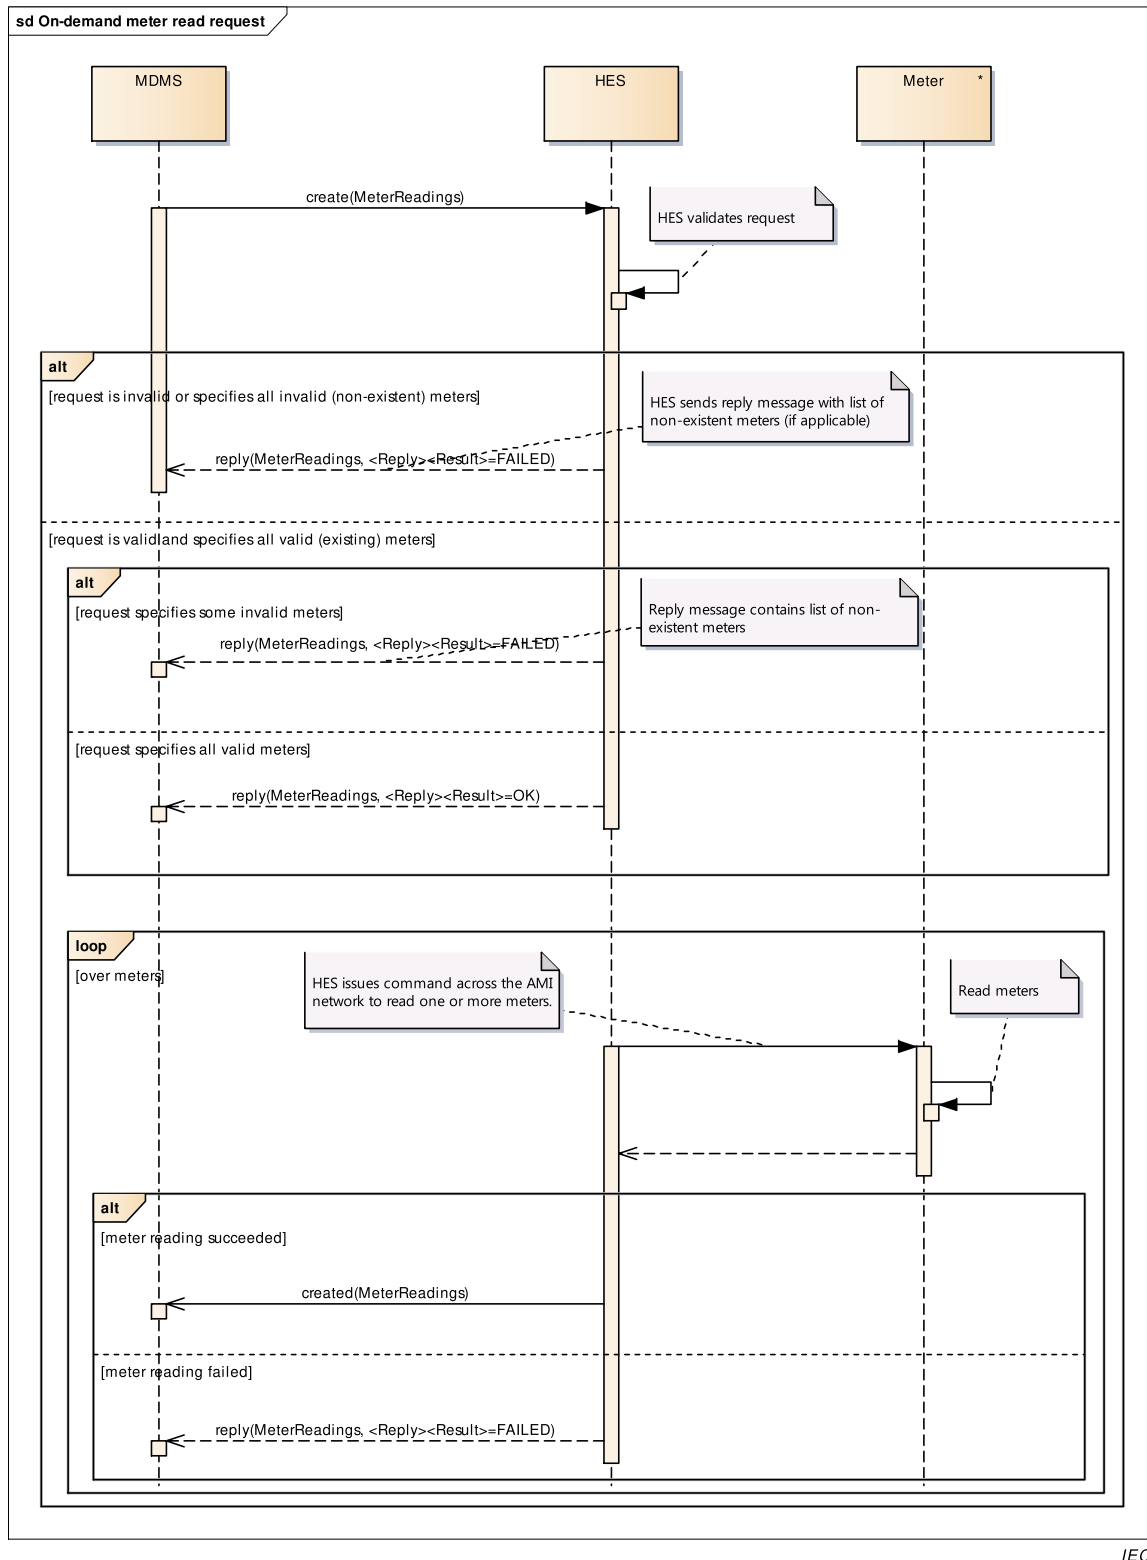 sd On-demand meter read request
MDMS
HES
Meter *
create(MeterReadings)
HES validates request
alt
[request is invalid or specifies all invalid (non-existent) meters]
HES sends reply message with list of
non-existent meters (if applicable)
reply(MeterReadings, <Reply><Result>=FAILED)
[request is valid and specifies all valid (existing) meters]
alt
[request specifies some invalid meters]
Reply message contains list of non-
existent meters
reply(MeterReadings, <Reply><Result>=FAILED)
[request specifies all valid meters]
reply(MeterReadings, <Reply><Result>=OK)
loop
[over meters]
HES issues command across the AMI
network to read one or more meters.
Read meters
alt
[meter reading succeeded]
created(MeterReadings)
[meter reading failed]
reply(MeterReadings, <Reply><Result>=FAILED)
IEC